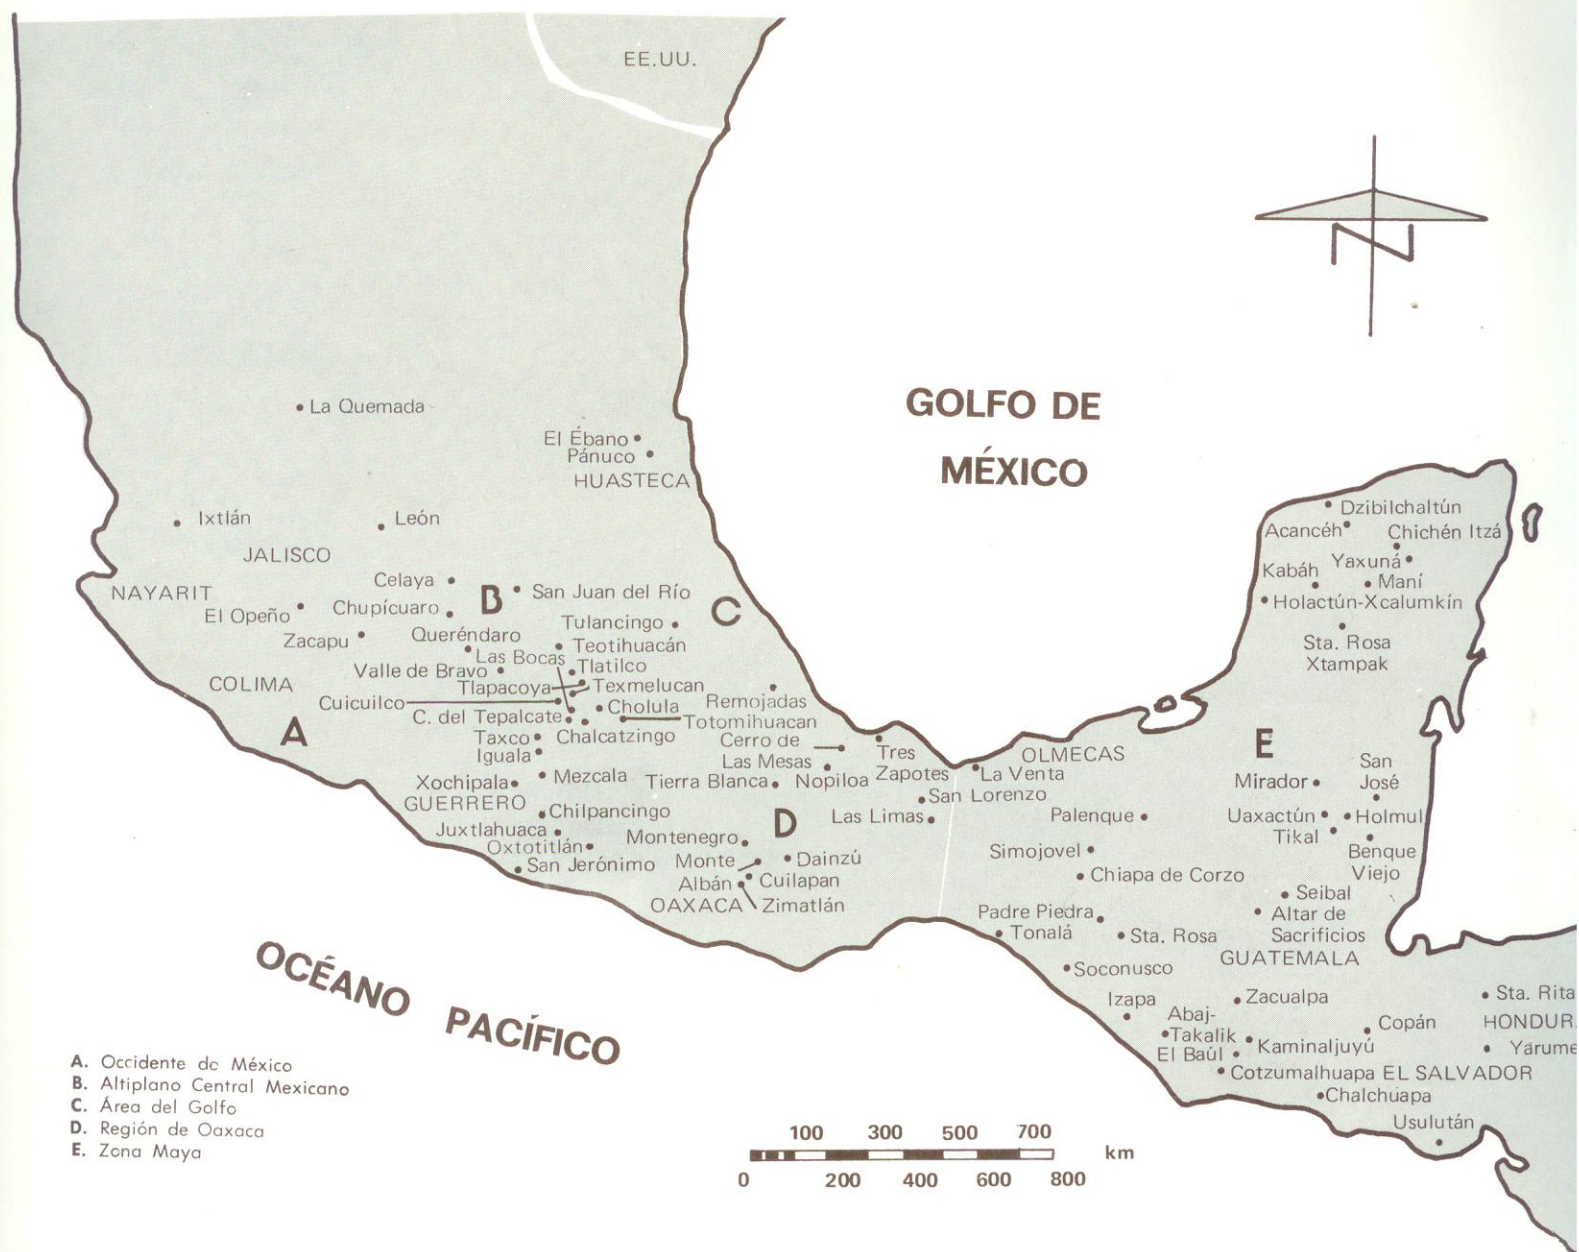 EE.UU.
N
La Quemada
GOLFO DE
MÉXICO
El Ébano
Pánuco
HUASTECA
Ixtlán
León
JALISCO
Dzibilchaltún
Acancéh
Chichén Itzá
Yaxuná
Kabáh
Maní
Holactún-Xcalumkín
Sta. Rosa
Xtampak
NAYARIT
Celaya
B
San Juan del Río
C
El Opeño
Chupícuaro
Tulancingo
Zacapu
Queréndaro
Teotihuacán
Las Bocas
Tlatilco
Valle de Bravo
Tlapacoya
Texmelucan
COLIMA
Cuicuilco
Cholula
Remojadas
C. del Tepalcate
Totomihuacan
A
Taxco
Chalcatzingo
Cerro de
Las Mesas
Iguala
Tres
Zapotes
OLMECAS
E
Xochipala
Mezcala
Tierra Blanca
Nopiloa
La Venta
San Lorenzo
Mirador
San
José
GUERRERO
Chilpancingo
D
Las Limas
Palenque
Uaxactún
Holmul
Juxtlahuaca
Montenegro
Tikal
Oxtotitlán
Simojovel
Benque
Viejo
San Jerónimo
Monte
Albán
Dainzú
Cuilapan
Chiapa de Corzo
Seibal
OAXACA
Zimatlán
Padre Piedra
Altar de
Sacrificios
Tonalá
Sta. Rosa
GUATEMALA
Soconusco
OCÉANO PACÍFICO
Izapa
Zacualpa
Sta. Rita
Abaj-
Takalik
Copán
HONDUR.
El Baúl
Kaminaljuyú
Yarume
Cotzumalhuapa
EL SALVADOR
Chalchuapa
Usulután
A. Occidente de México
B. Altiplano Central Mexicano
C. Área del Golfo
D. Región de Oaxaca
E. Zona Maya
100 300 500 700
km
0 200 400 600 800